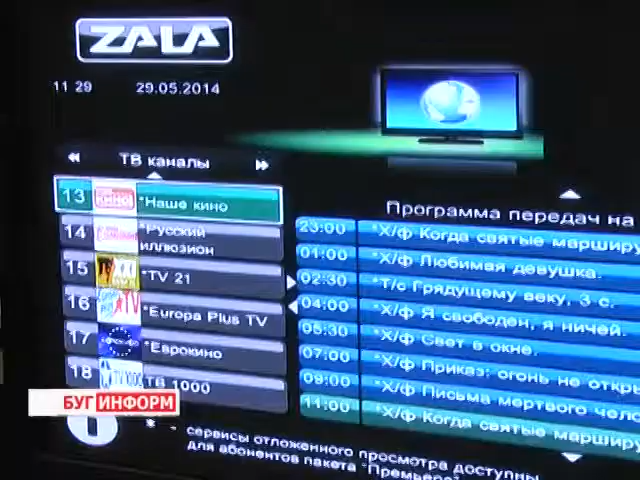 ZALA
11 29 29.05.2014
ТВ каналы
13 КИНО! *Наше кино
14 *Русский
иллюзион
15 *TV 21
16 *Europa Plus TV
17 *Еврокино
18 ТВ 1000
Программа передач на
23:00 *Х/ф Когда святые марширу
01:00 *Х/ф Любимая девушка.
02:30 *Т/с Грядущему веку, 3 с.
04:00 *Х/ф Я свободен, я ничей.
05:30 *Х/ф Свет в окне.
07:00 *Х/ф Приказ: огонь не откры
09:00 *Х/ф Письма мертвого чело
11:00 *Х/ф Когда святые марширу
* - сервисы отложенного просмотра доступны
для абонентов пакета "Премьера"
БУГ ИНФОРМ